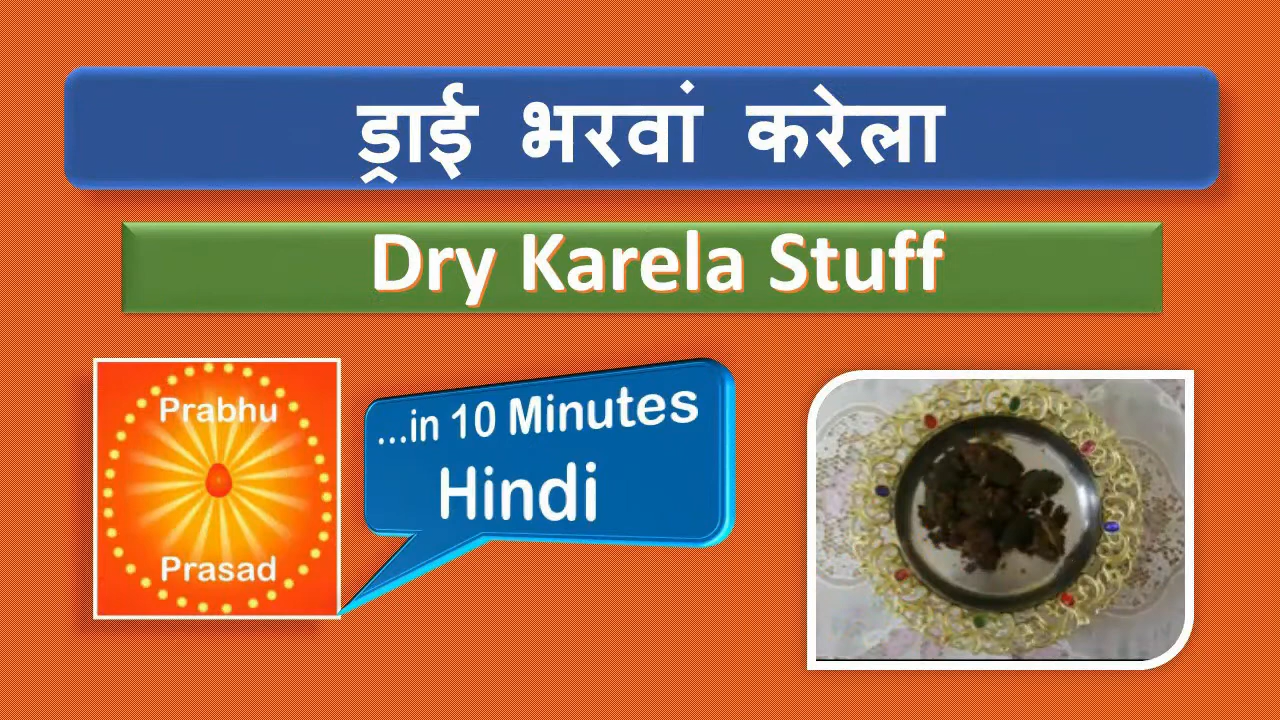 ड्राई भरवां करेला
Dry Karela Stuff
Prabhu
Prasad
...in 10 Minutes
Hindi